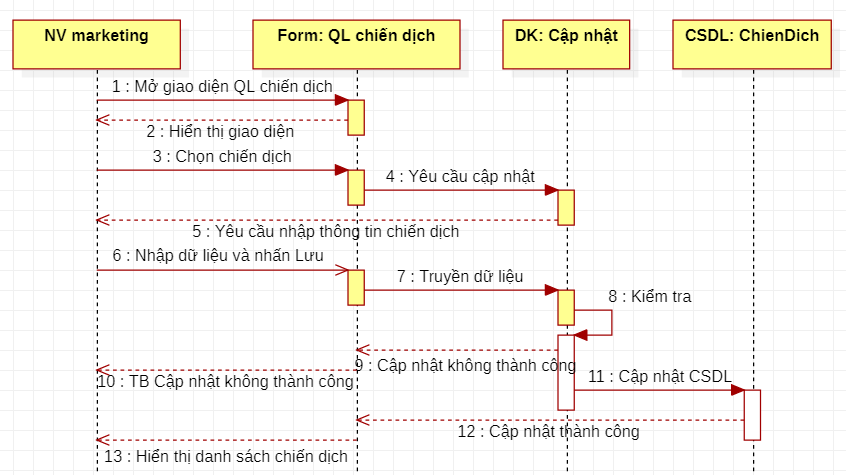 NV marketing
Form: QL chiến dịch
DK: Cập nhật
CSDL: ChienDich
1 : Mở giao diện QL chiến dịch
2 : Hiển thị giao diện
3 : Chọn chiến dịch
4 : Yêu cầu cập nhật
5 : Yêu cầu nhập thông tin chiến dịch
6 : Nhập dữ liệu và nhấn Lưu
7 : Truyền dữ liệu
8 : Kiểm tra
9 : Cập nhật không thành công
10 : TB Cập nhật không thành công
11 : Cập nhật CSDL
12 : Cập nhật thành công
13 : Hiển thị danh sách chiến dịch